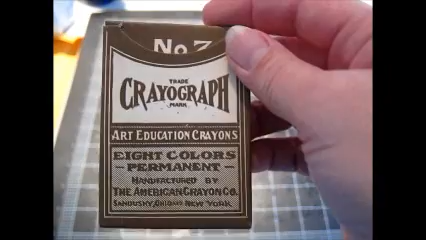 No 7
TRADE
CRAYOGRAPH
MARK
ART EDUCATION CRAYONS
EIGHT COLORS
PERMANENT
MANUFACTURED BY
THE AMERICAN CRAYON CO.
SANDUSKY, OHIO NEW YORK